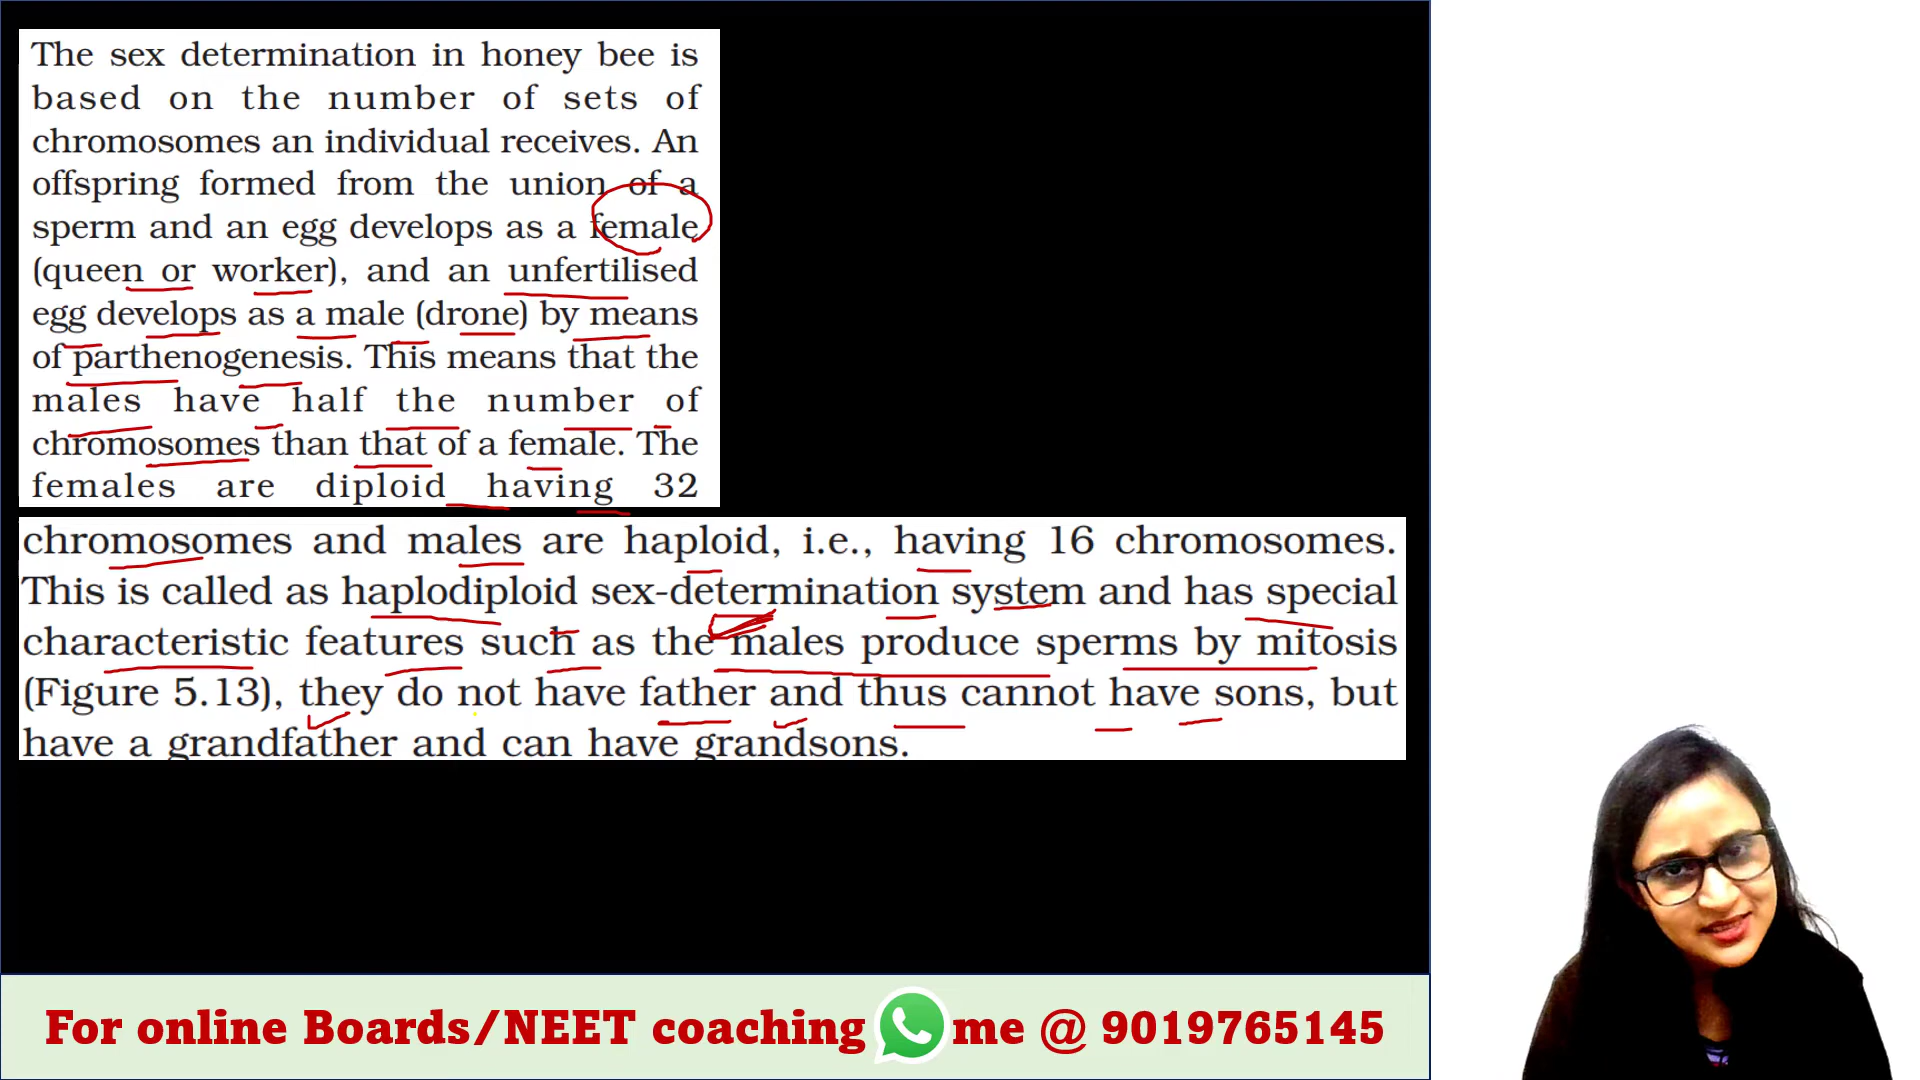 The sex determination in honey bee is
based on the number of sets of
chromosomes an individual receives. An
offspring formed from the union of a
sperm and an egg develops as a female
(queen or worker), and an unfertilised
egg develops as a male (drone) by means
of parthenogenesis. This means that the
males have half the number of
chromosomes than that of a female. The
females are diploid having 32
chromosomes and males are haploid, i.e., having 16 chromosomes.
This is called as haplodiploid sex-determination system and has special
characteristic features such as the males produce sperms by mitosis
(Figure 5.13), they do not have father and thus cannot have sons, but
have a grandfather and can have grandsons.
For online Boards/NEET coaching me @ 9019765145